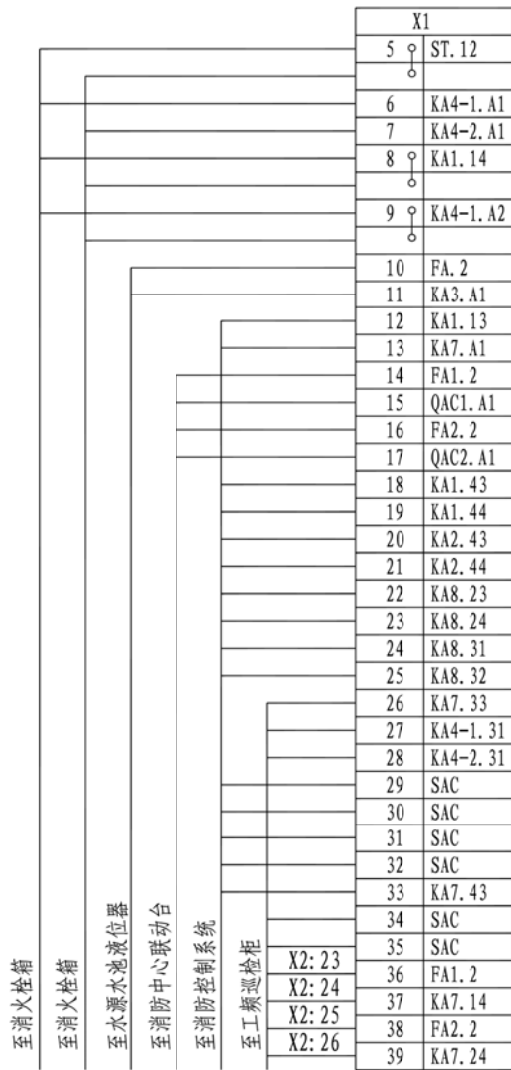 X1
5 ST.12
6 KA4-1.A1
7 KA4-2.A1
8 KA1.14
9 KA4-1.A2
10 FA.2
11 KA3.A1
12 KA1.13
13 KA7.A1
14 FA1.2
15 QAC1.A1
16 FA2.2
17 QAC2.A1
18 KA1.43
19 KA1.44
20 KA2.43
21 KA2.44
22 KA8.23
23 KA8.24
24 KA8.31
25 KA8.32
26 KA7.33
27 KA4-1.31
28 KA4-2.31
29 SAC
30 SAC
31 SAC
32 SAC
33 KA7.43
34 SAC
35 SAC
X2:23 36 FA1.2
X2:24 37 KA7.14
X2:25 38 FA2.2
X2:26 39 KA7.24
至消火栓箱
至消火栓箱
至水源水池液位器
至消防中心联动台
至消防控制系统
至工频巡检柜